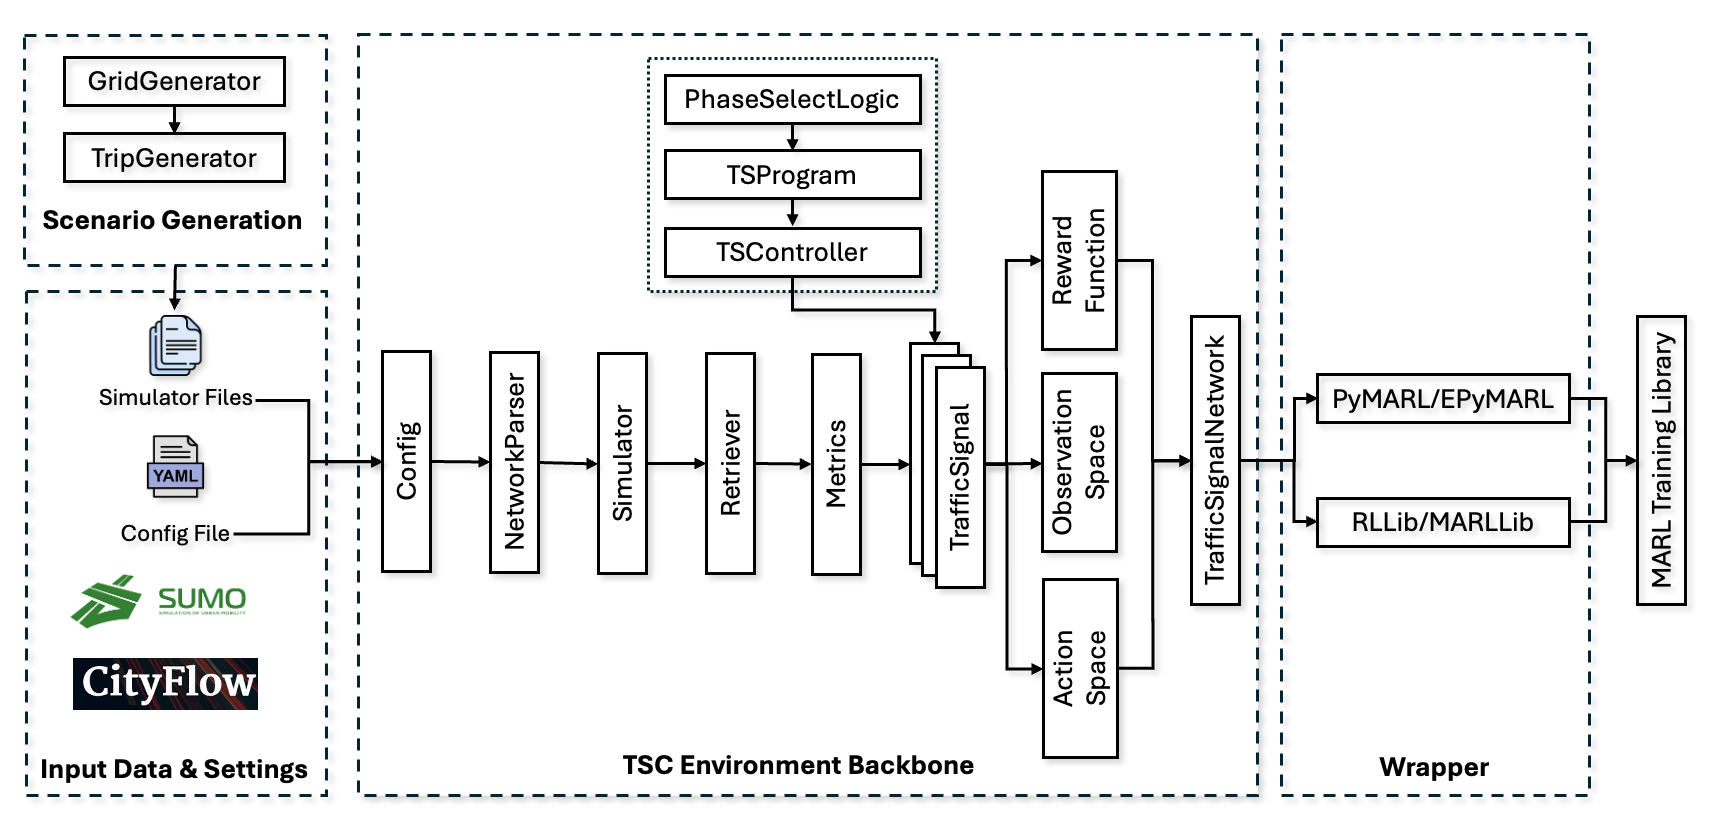 GridGenerator
TripGenerator
Scenario Generation
Simulator Files
YAML
Config File
SUMO
SIMULATION OF URBAN MOBILITY
CityFlow
Input Data & Settings
PhaseSelectLogic
TSProgram
TSController
Config
NetworkParser
Simulator
Retriever
Metrics
TrafficSignal
Reward
Function
Observation
Space
Action
Space
TrafficSignalNetwork
TSC Environment Backbone
PyMARL/EPyMARL
RLLib/MARLLib
Wrapper
MARL Training Library